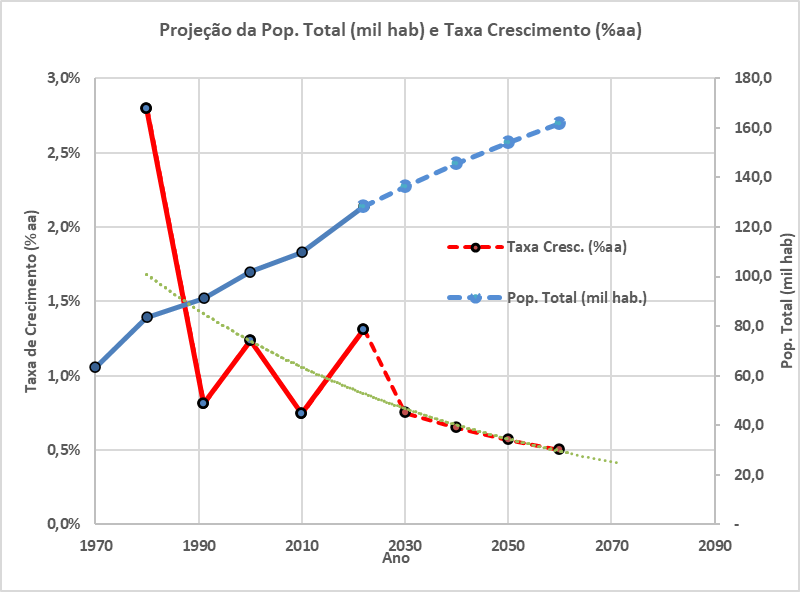 Projeção da Pop. Total (mil hab) e Taxa Crescimento (%aa)
3,0%
2,5%
2,0%
1,5%
1,0%
0,5%
0,0%
Taxa de Crecimento (%aa)
180,0
160,0
140,0
120,0
100,0
80,0
60,0
40,0
20,0
-
Pop. Total (mil hab)
Taxa Cresc. (%aa)
Pop. Total (mil hab.)
1970 1990 2010 2030 2050 2070 2090
Ano